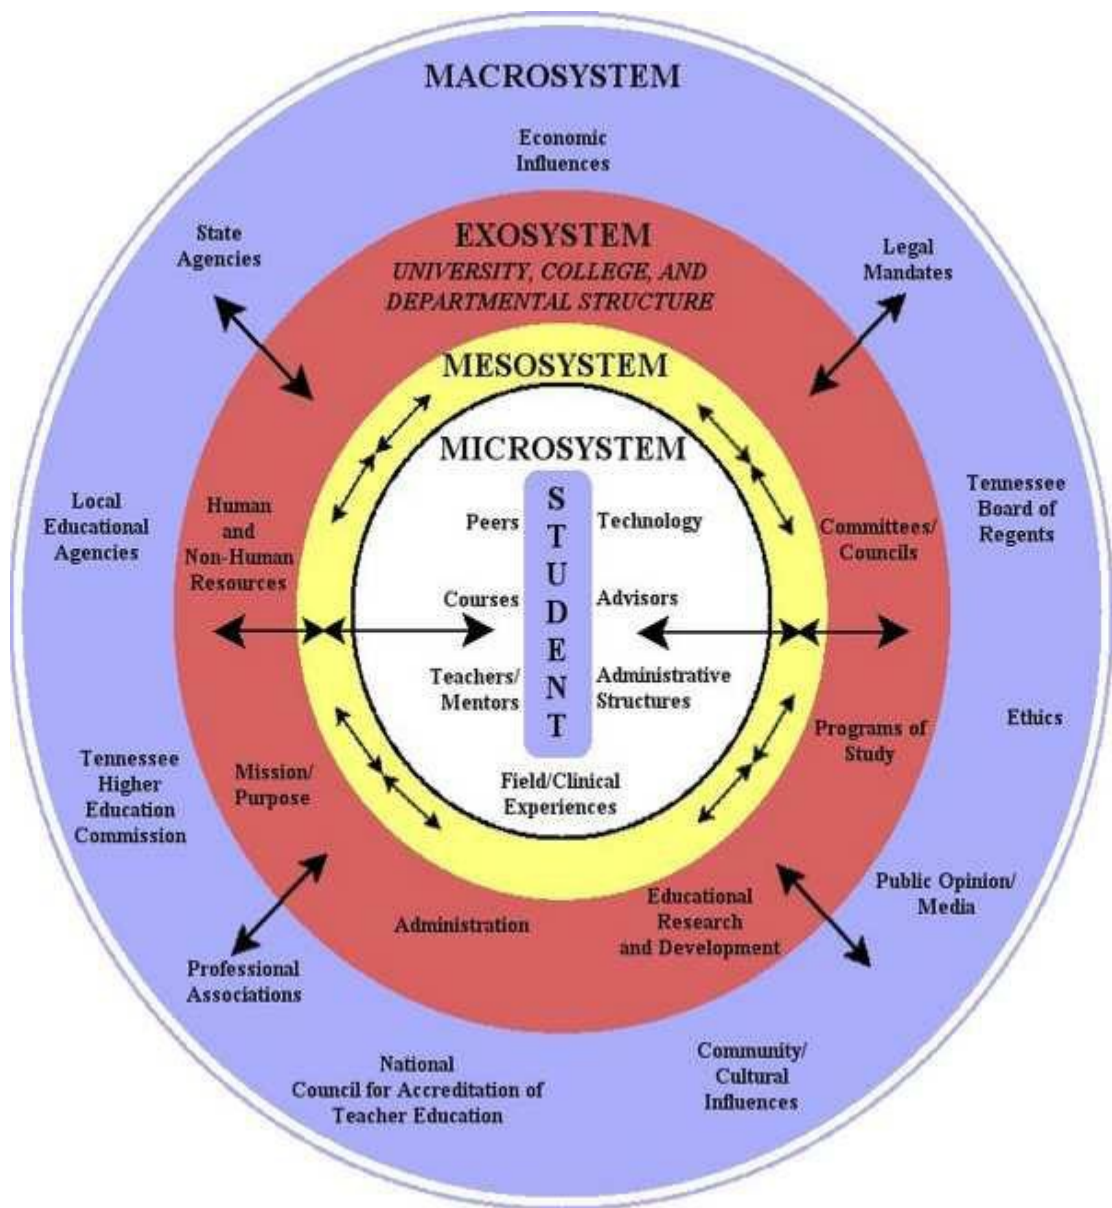 MACROSYSTEM
Economic
Influences
State
Agencies
Legal
Mandates
EXOSYSTEM
UNIVERSITY, COLLEGE, AND
DEPARTMENTAL STRUCTURE
MESOSYSTEM
MICROSYSTEM
STUDENT
Peers
Technology
Courses
Advisors
Teachers/
Mentors
Administrative
Structures
Field/Clinical
Experiences
Local
Educational
Agencies
Human
and
Non-Human
Resources
Committees/
Councils
Tennessee
Board of
Regents
Programs of
Study
Ethics
Tennessee
Higher
Education
Commission
Mission/
Purpose
Administration
Educational
Research
and Development
Public Opinion/
Media
Professional
Associations
National
Council for Accreditation of
Teacher Education
Community/
Cultural
Influences